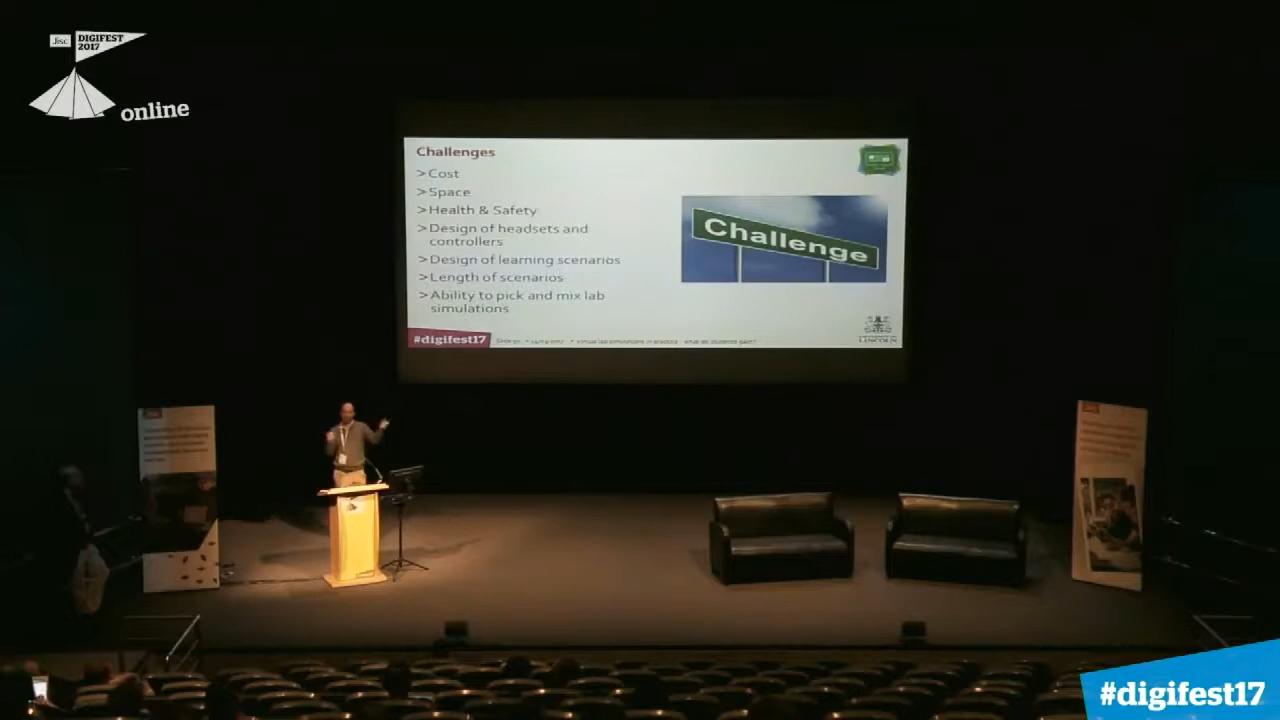 Jisc
DIGIFEST
2017
online
Challenges
>Cost
>Space
>Health & Safety
>Design of headsets and
controllers
>Design of learning scenarios
>Length of scenarios
>Ability to pick and mix lab
simulations
Challenge
#digifest17
LINCOLN
#digifest17